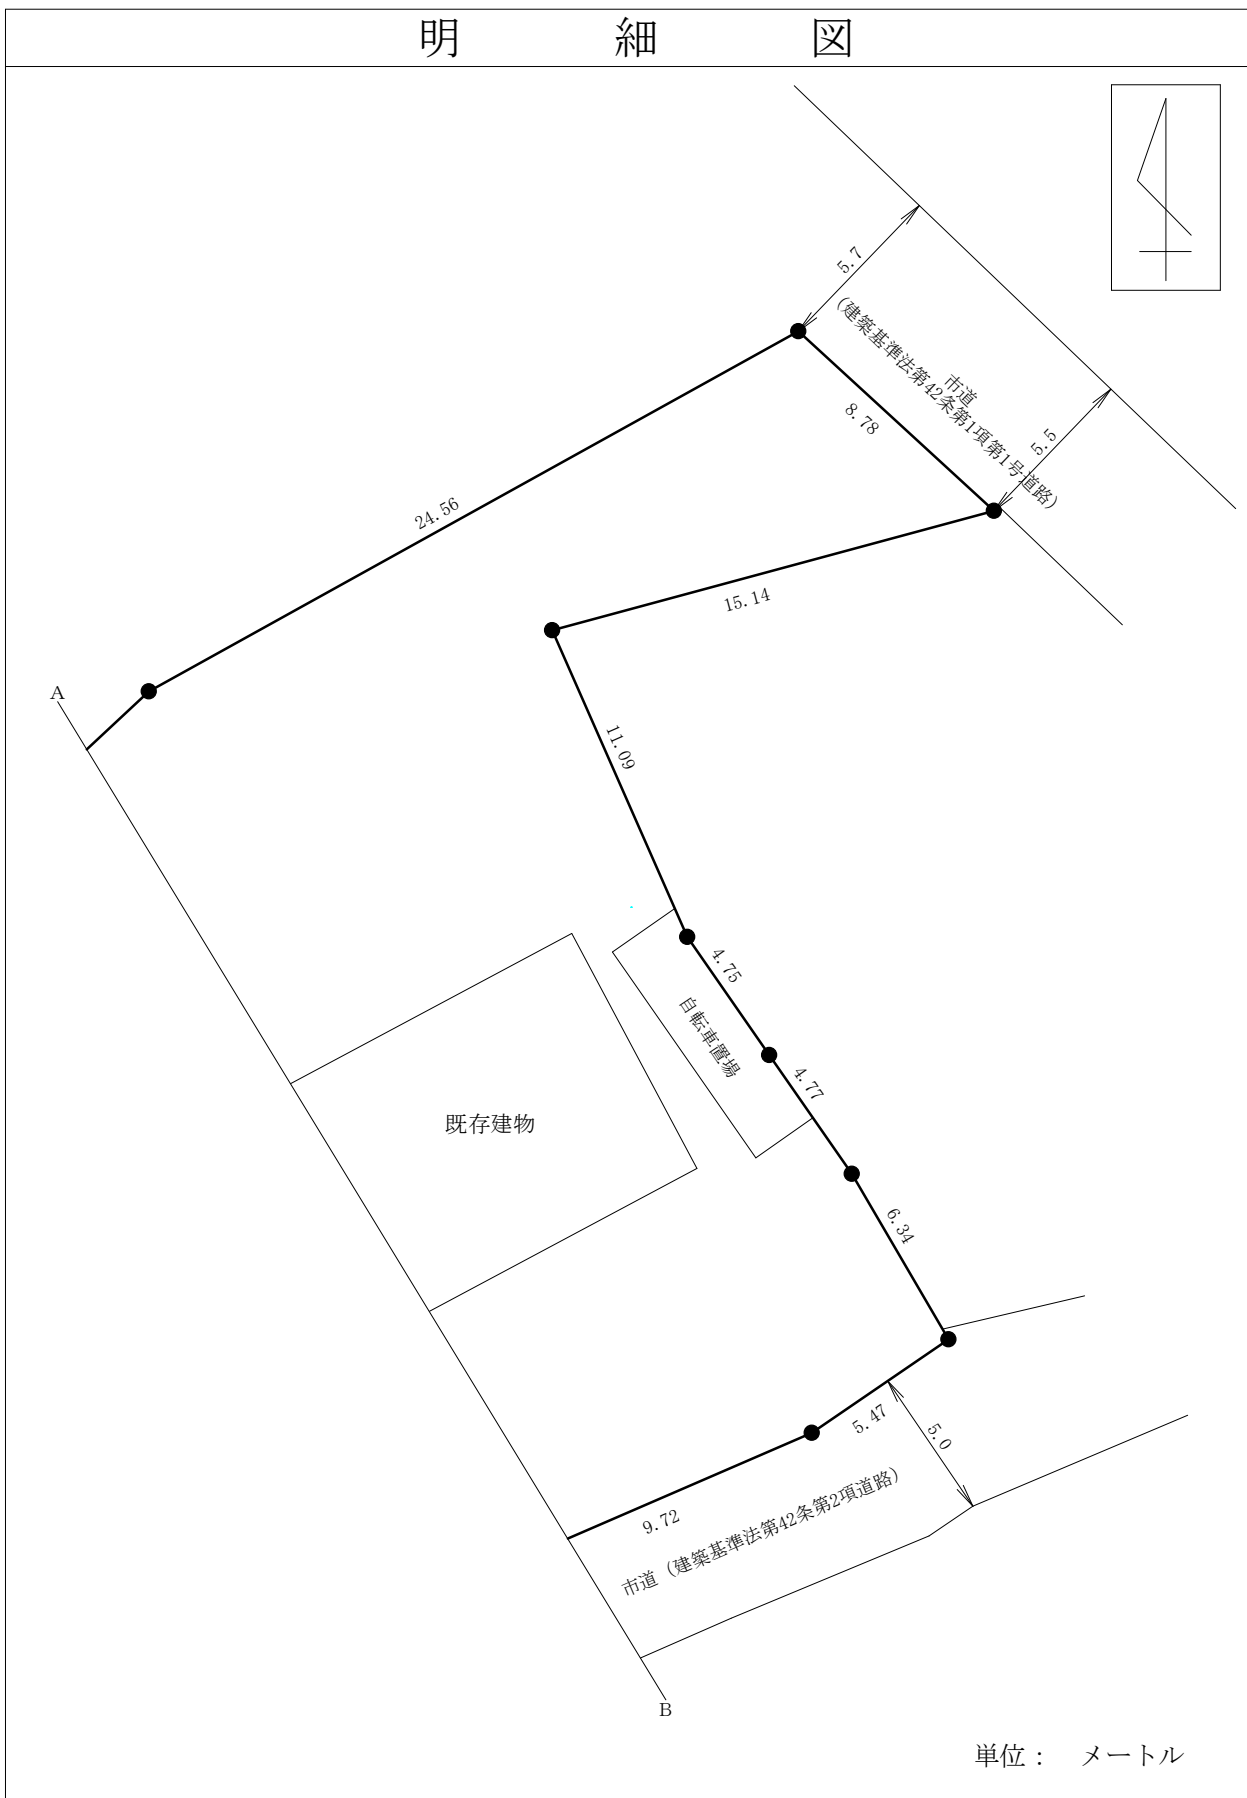 明細図
5.7
市道
(建築基準法第42条第1項第1号道路)
5.5
8.78
24.56
15.14
A
11.09
4.75
自転車置場
4.77
既存建物
6.34
5.47
5.0
9.72
市道（建築基準法第42条第2項道路）
B
単位： メートル